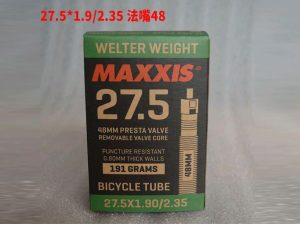 27.5*1.9/2.35 法嘴48
WELTER WEIGHT
MAXXIS
27.5
48MM PRESTA VALVE
REMOVABLE VALVE CORE
PUNCTURE RESISTANT
0.80MM THICK WALLS
191 GRAMS
48MM
BICYCLE TUBE
27.5X1.90/2.35